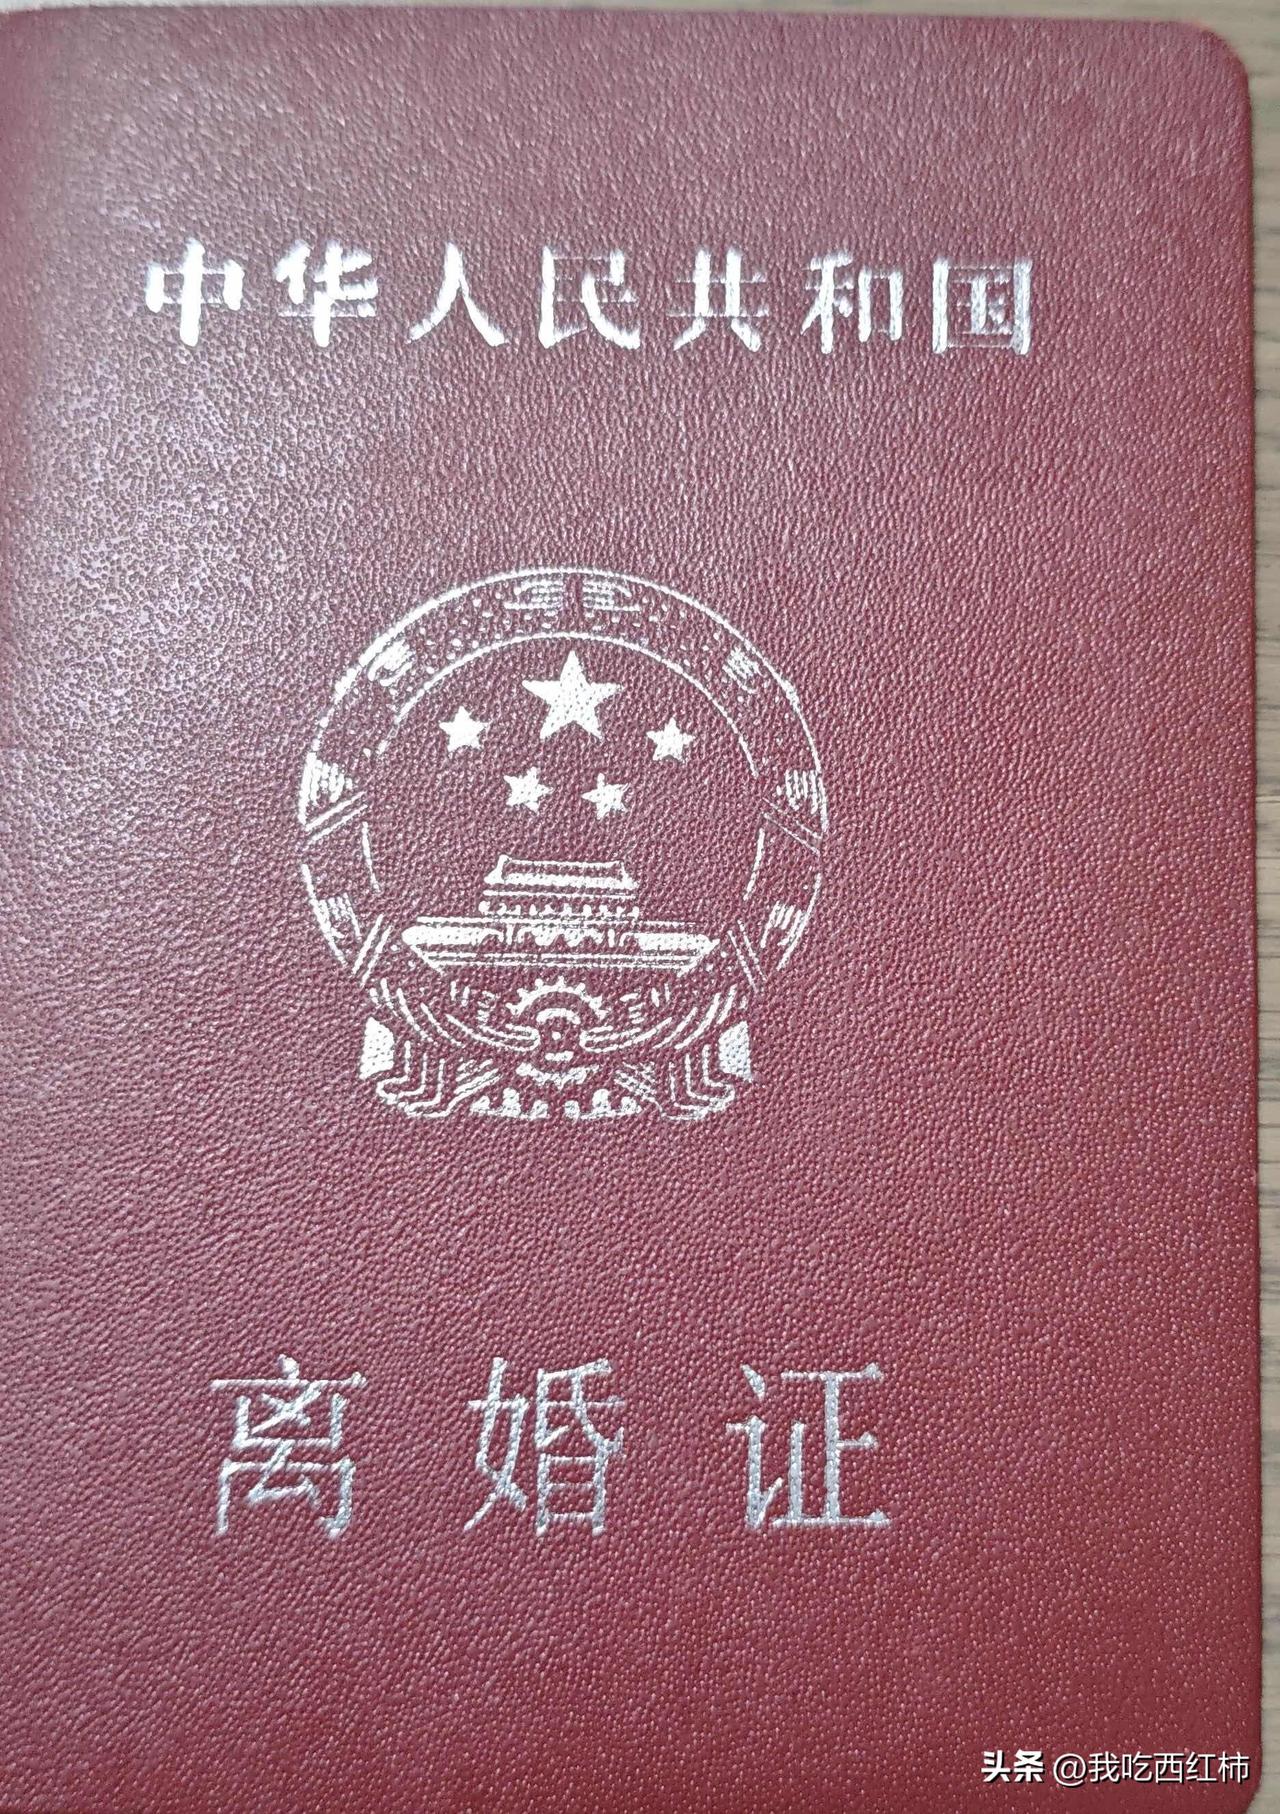 中华人民共和国
离婚证
头条 @我吃西红柿